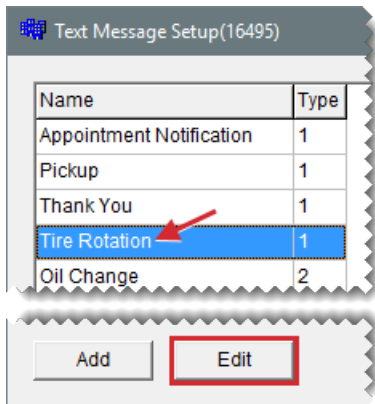 Text Message Setup(16495)
Name Type
Appointment Notification 1
Pickup 1
Thank You 1
Tire Rotation 1
Oil Change 2
Add Edit